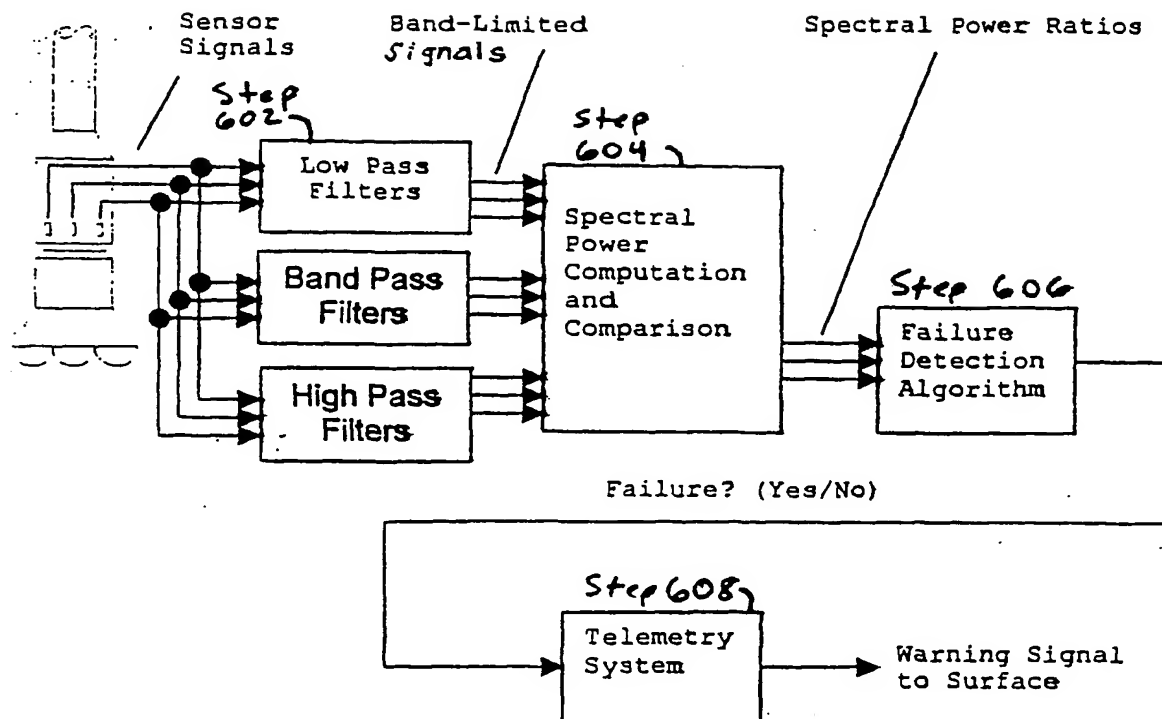 Sensor
Signals
Band-Limited
Signals
Spectral Power Ratios
Step
602
Low Pass
Filters
Step
604
Spectral
Power
Computation
and
Comparison
Band Pass
Filters
Step 606
Failure
Detection
Algorithm
High Pass
Filters
Failure? (Yes/No)
Step 608
Telemetry
System
Warning Signal
to Surface